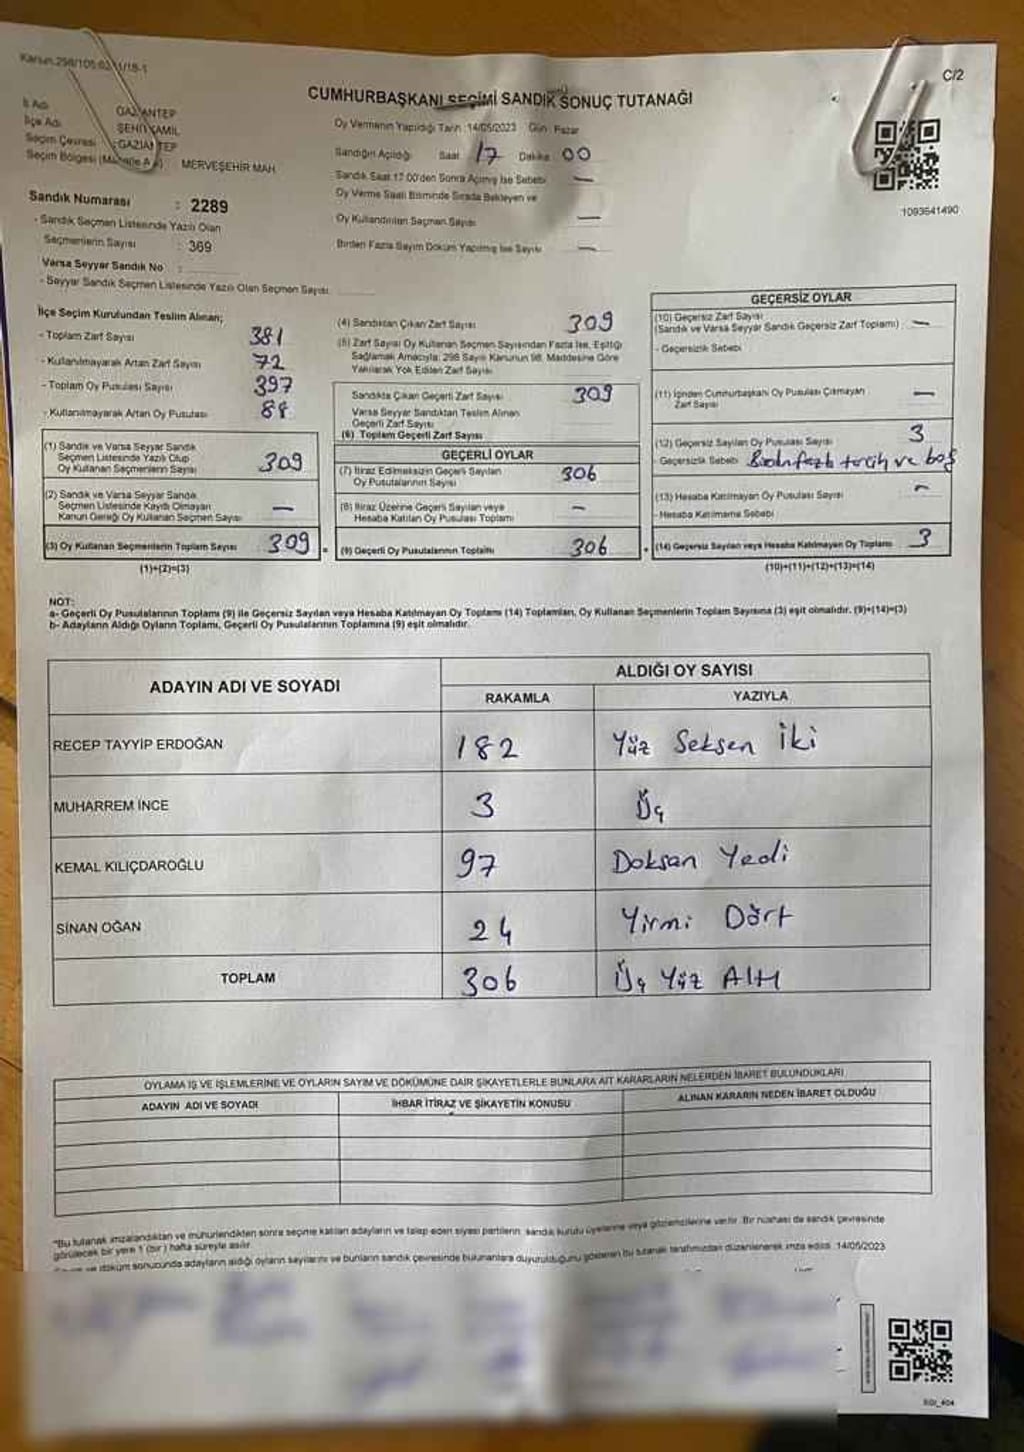 Kanun.298/105.
C/2
CUMHURBAŞKANI SEÇİMİ SANDIK SONUÇ TUTANAĞI
İl Adı GAZİANTEP
İlçe Adı ŞEHİTKAMİL
Seçim Çevresi :GAZİANTEP
Seçim Bölgesi MERVEŞEHİR MAH.
Oy Vermenin Yapıldığı Tarih :14/05/2023 Gün: Pazar
Sandığın Açıldığı Saat 17 Dakika 00
Sandık Saat 17.00'den Sonra Açılmış İse Sebebi —
Oy Verme Saati Bitiminde Sırada Bekleyen ve
Oy Kullandırılan Seçmen Sayısı —
Birden Fazla Sayım Döküm Yapılmış İse Sayısı —
1093641490
Sandık Numarası : 2289
- Sandık Seçmen Listesinde Yazılı Olan
Seçmenlerin Sayısı : 369
Varsa Seyyar Sandık No :
- Seyyar Sandık Seçmen Listesinde Yazılı Olan Seçmen Sayısı
İlçe Seçim Kurulundan Teslim Alınan;
- Toplam Zarf Sayısı 381
- Kullanılmayarak Artan Zarf Sayısı 72
- Toplam Oy Pusulası Sayısı 397
- Kullanılmayarak Artan Oy Pusulası
(1) Sandık ve Varsa Seyyar Sandık
Seçmen Listesinde Yazılı Olup
Oy Kullanan Seçmenlerin Sayısı 309
(2) Sandık ve Varsa Seyyar Sandık
Seçmen Listesinde Kayıtlı Olmayan
Kanun Gereği Oy Kullanan Seçmen Sayısı —
(3) Oy Kullanan Seçmenlerin Toplam Sayısı 309
(1)+(2)=(3)
(4) Sandıktan Çıkan Zarf Sayısı 309
(5) Zarf Sayısı Oy Kullanan Seçmen Sayısından Fazla İse, Eşitliği
Sağlamak Amacıyla; 298 Sayılı Kanunun 98. Maddesine Göre
Yakılarak Yok Edilen Zarf Sayısı
Sandıkta Çıkan Geçerli Zarf Sayısı 309
Varsa Seyyar Sandıktan Teslim Alınan
Geçerli Zarf Sayısı
(6) Toplam Geçerli Zarf Sayısı
GEÇERLİ OYLAR
(7) İtiraz Edilmeksizin Geçerli Sayılan
Oy Pusulalarının Sayısı 306
(8) İtiraz Üzerine Geçerli Sayılan veya
Hesaba Katılan Oy Pusulası Toplamı —
(9) Geçerli Oy Pusulalarının Toplamı 306
GEÇERSİZ OYLAR
(10) Geçersiz Zarf Sayısı
(Sandık ve Varsa Seyyar Sandık Geçersiz Zarf Toplamı) —
- Geçersizlik Sebebi
(11) İçinden Cumhurbaşkanı Oy Pusulası Çıkmayan
Zarf Sayısı —
(12) Geçersiz Sayılan Oy Pusulası Sayısı 3
- Geçersizlik Sebebi tercih ve boş
(13) Hesaba Katılmayan Oy Pusulası Sayısı —
- Hesaba Katılmama Sebebi
(14) Geçersiz Sayılan veya Hesaba Katılmayan Oy Toplamı 3
(10)+(11)+(12)+(13)=(14)
NOT:
a- Geçerli Oy Pusulalarının Toplamı (9) ile Geçersiz Sayılan veya Hesaba Katılmayan Oy Toplamı (14) Toplamları, Oy Kullanan Seçmenlerin Toplam Sayısına (3) eşit olmalıdır. (9)+(14)=(3)
b- Adayların Aldığı Oyların Toplamı, Geçerli Oy Pusulalarının Toplamına (9) eşit olmalıdır.
ADAYIN ADI VE SOYADI
ALDIĞI OY SAYISI
RAKAMLA YAZIYLA
RECEP TAYYİP ERDOĞAN 182 Yüz Seksen İki
MUHARREM İNCE 3 Üç
KEMAL KILIÇDAROĞLU 97 Doksan Yedi
SİNAN OĞAN 24 Yirmi Dört
TOPLAM 306 Üç Yüz Altı
OYLAMA İŞ VE İŞLEMLERİNE VE OYLARIN SAYIM VE DÖKÜMÜNE DAİR ŞİKAYETLERLE BUNLARA AİT KARARLARIN NELERDEN İBARET BULUNDUKLARI
ADAYIN ADI VE SOYADI İHBAR İTİRAZ VE ŞİKAYETİN KONUSU ALINAN KARARIN NEDEN İBARET OLDUĞU
*Bu tutanak imzalandıktan ve mühürlendikten sonra seçime katılan adayların ve talep eden siyasi partilerin sandık kurulu üyelerine veya gözlemcilerine verilir. Bir nüshası da sandık çevresinde
görülecek bir yere 1 (bir) hafta süreyle asılır.
Sayım ve döküm sonucunda adayların aldığı oyların sayılarını ve bunların sandık çevresinde bulunanlara duyurulduğunu gösteren bu tutanak tarafımızdan düzenlenerek imza edildi. 14/05/2023